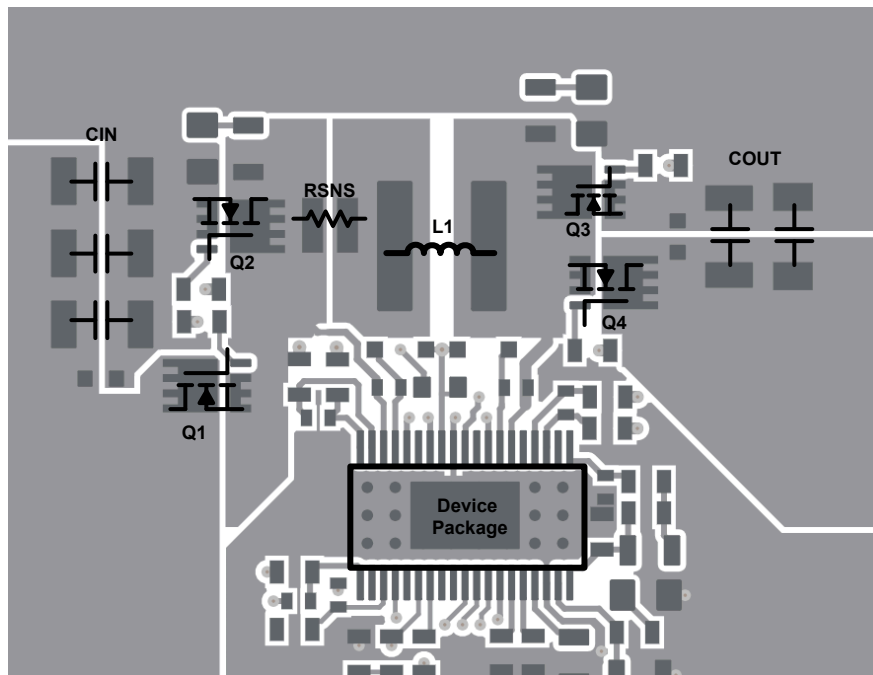 CIN
RSNS
COUT
L1
Q3
Q2
Q4
Q1
Device
Package